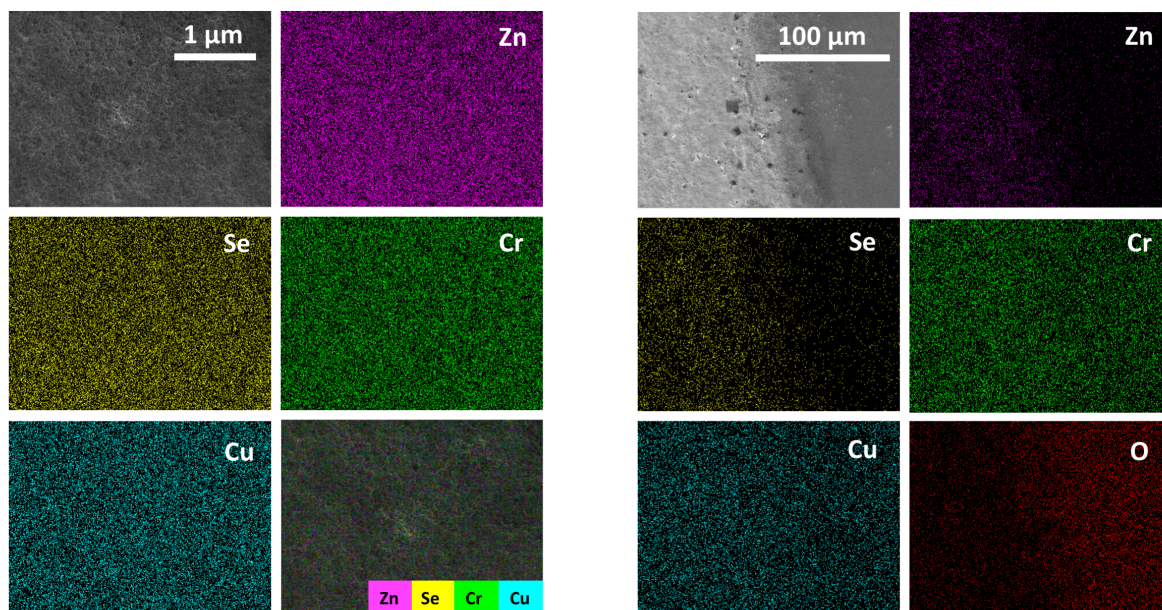 1 µm
Zn
Se
Cr
Cu
Zn Se Cr Cu
100 µm
Zn
Se
Cr
Cu
O